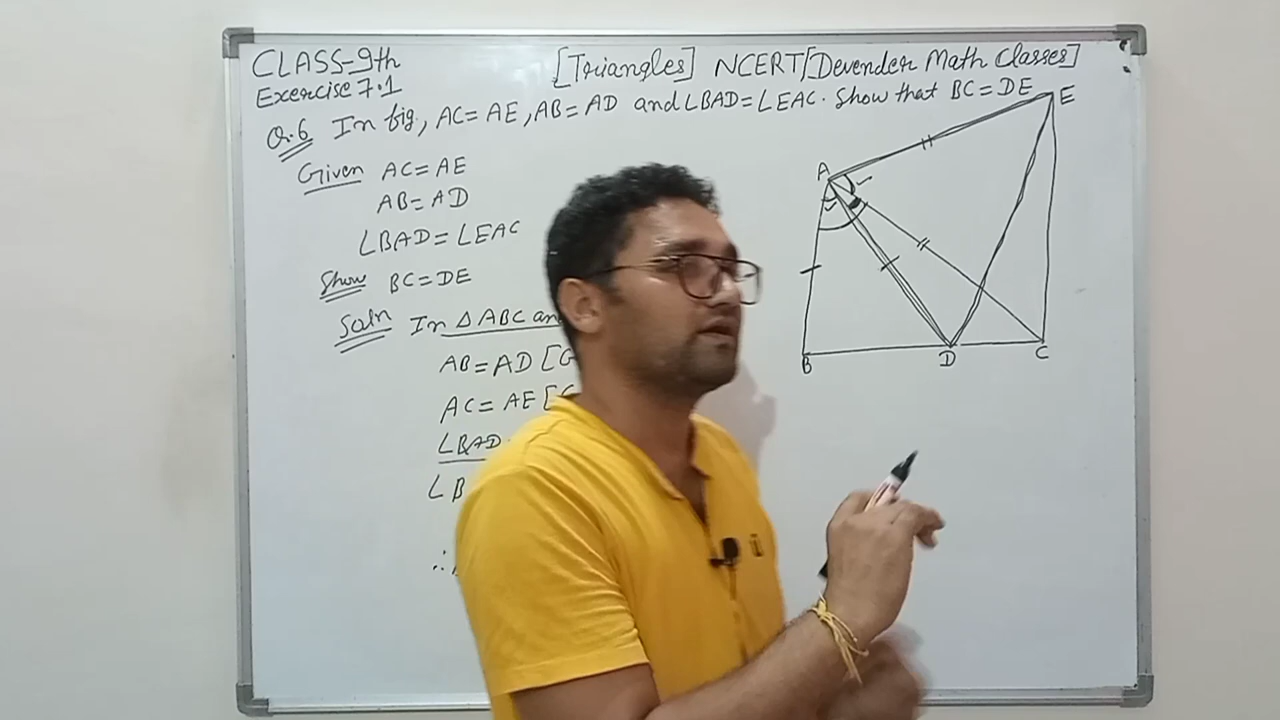 CLASS-9th
[Triangles] NCERT/[Devender Math Classes]
Exercise 7.1
Q.6 In fig, AC = AE, AB = AD and ∠BAD = ∠EAC. Show that BC = DE
Given AC = AE
AB = AD
∠BAD = ∠EAC
Show BC = DE
Soln In △ABC an
AB = AD [G
AC = AE [G
∠BAD
∠B
∴
E
A
B
D
C